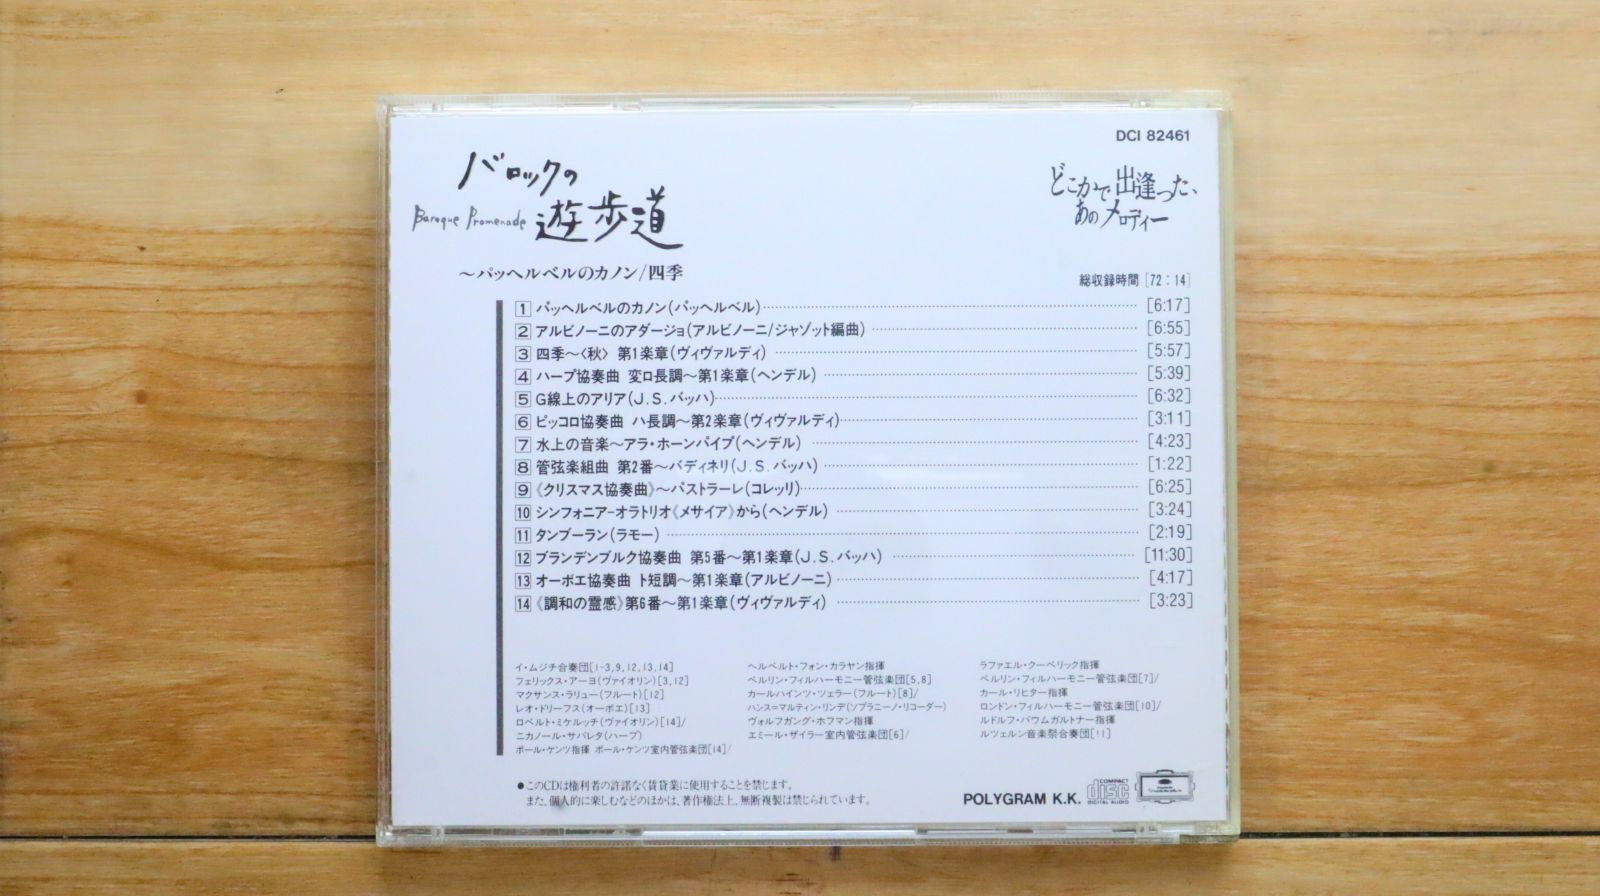 DCI 82461
バロックの
遊歩道
Baroque Promenade
どこかで出逢った、
あのメロディー
～パッヘルベルのカノン/四季
総収録時間 [72:14]
1 パッヘルベルのカノン(パッヘルベル) [6:17]
2 アルビノーニのアダージョ(アルビノーニ/ジャゾット編曲) [6:55]
3 四季～〈秋〉 第1楽章(ヴィヴァルディ) [5:57]
4 ハープ協奏曲 変ロ長調～第1楽章(ヘンデル) [5:39]
5 G線上のアリア(J.S.バッハ) [6:32]
6 ピッコロ協奏曲 ハ長調～第2楽章(ヴィヴァルディ) [3:11]
7 水上の音楽～アラ・ホーンパイプ(ヘンデル) [4:23]
8 管弦楽組曲 第2番～バディネリ(J.S.バッハ) [1:22]
9 《クリスマス協奏曲》～パストラーレ(コレッリ) [6:25]
10 シンフォニア-オラトリオ《メサイア》から(ヘンデル) [3:24]
11 タンブーラン(ラモー) [2:19]
12 ブランデンブルク協奏曲 第5番～第1楽章(J.S.バッハ) [11:30]
13 オーボエ協奏曲 ト短調～第1楽章(アルビノーニ) [4:17]
14 《調和の霊感》第6番～第1楽章(ヴィヴァルディ) [3:23]
イ・ムジチ合奏団[1-3,9,12,13,14]
フェリックス・アーヨ(ヴァイオリン)[3,12]
マクサンス・ラリュー(フルート)[12]
レオ・ドリーフス(オーボエ)[13]
ロベルト・ミケルッチ(ヴァイオリン)[14]/
ニカノール・サバレタ(ハープ)
ポール・ケンツ指揮 ポール・ケンツ室内管弦楽団[14]/
ヘルベルト・フォン・カラヤン指揮
ベルリン・フィルハーモニー管弦楽団[5,8]
カールハインツ・ツェラー(フルート)[8]/
ハンス=マルティン・リンデ(ソプラニーノ・リコーダー)
ヴォルフガング・ホフマン指揮
エミール・ザイラー室内管弦楽団[6]/
ラファエル・クーベリック指揮
ベルリン・フィルハーモニー管弦楽団[7]/
カール・リヒター指揮
ロンドン・フィルハーモニー管弦楽団[10]/
ルドルフ・バウムガルトナー指揮
ルツェルン音楽祭合奏団[11]
●このCDは権利者の許諾なく賃貸業に使用することを禁じます。
また、個人的に楽しむなどのほかは、著作権法上、無断複製は禁じられています。
POLYGRAM K.K.
COMPACT
disc
DIGITAL AUDIO